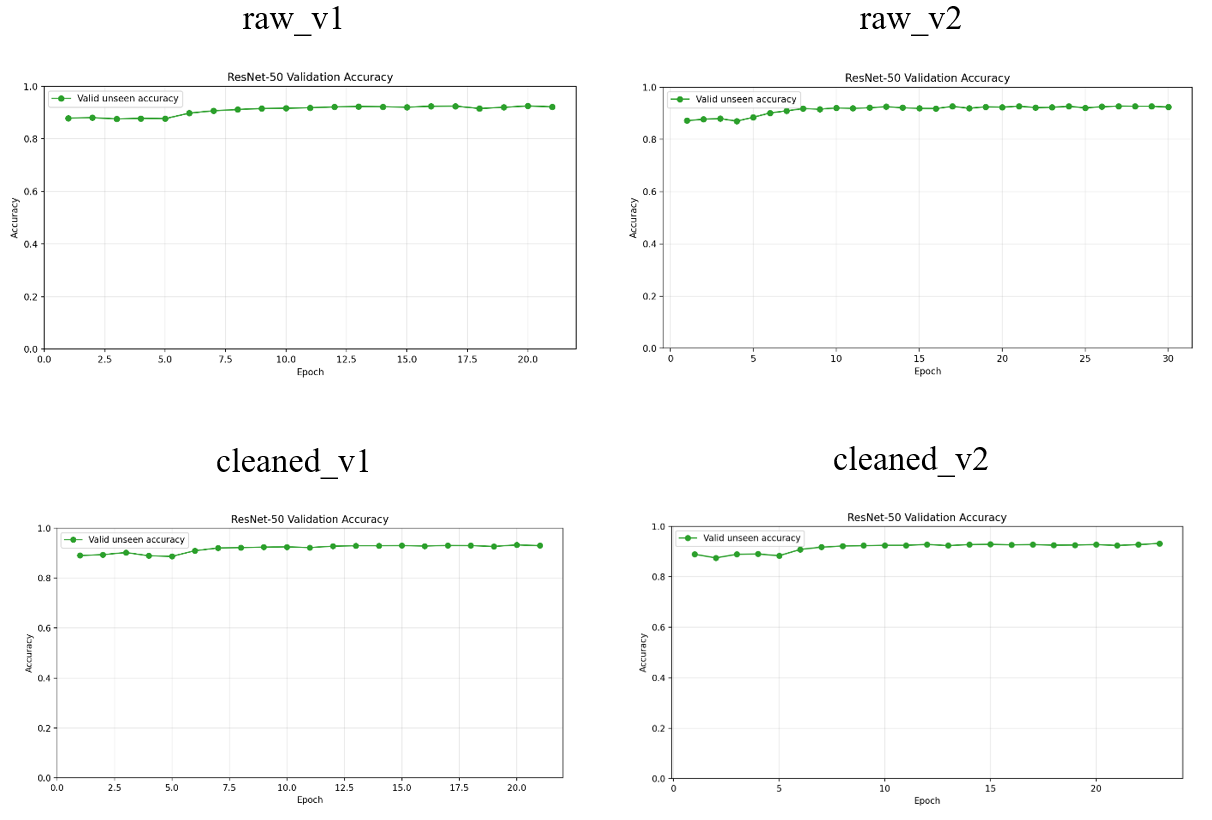 raw_v1
ResNet-50 Validation Accuracy
Valid unseen accuracy
1.0
0.8
0.6
0.4
0.2
0.0
Accuracy
0.0 2.5 5.0 7.5 10.0 12.5 15.0 17.5 20.0
Epoch
raw_v2
ResNet-50 Validation Accuracy
Valid unseen accuracy
1.0
0.8
0.6
0.4
0.2
0.0
Accuracy
0 5 10 15 20 25 30
Epoch
cleaned_v1
ResNet-50 Validation Accuracy
Valid unseen accuracy
1.0
0.8
0.6
0.4
0.2
0.0
Accuracy
0.0 2.5 5.0 7.5 10.0 12.5 15.0 17.5 20.0
Epoch
cleaned_v2
ResNet-50 Validation Accuracy
Valid unseen accuracy
1.0
0.8
0.6
0.4
0.2
0.0
Accuracy
0 5 10 15 20
Epoch